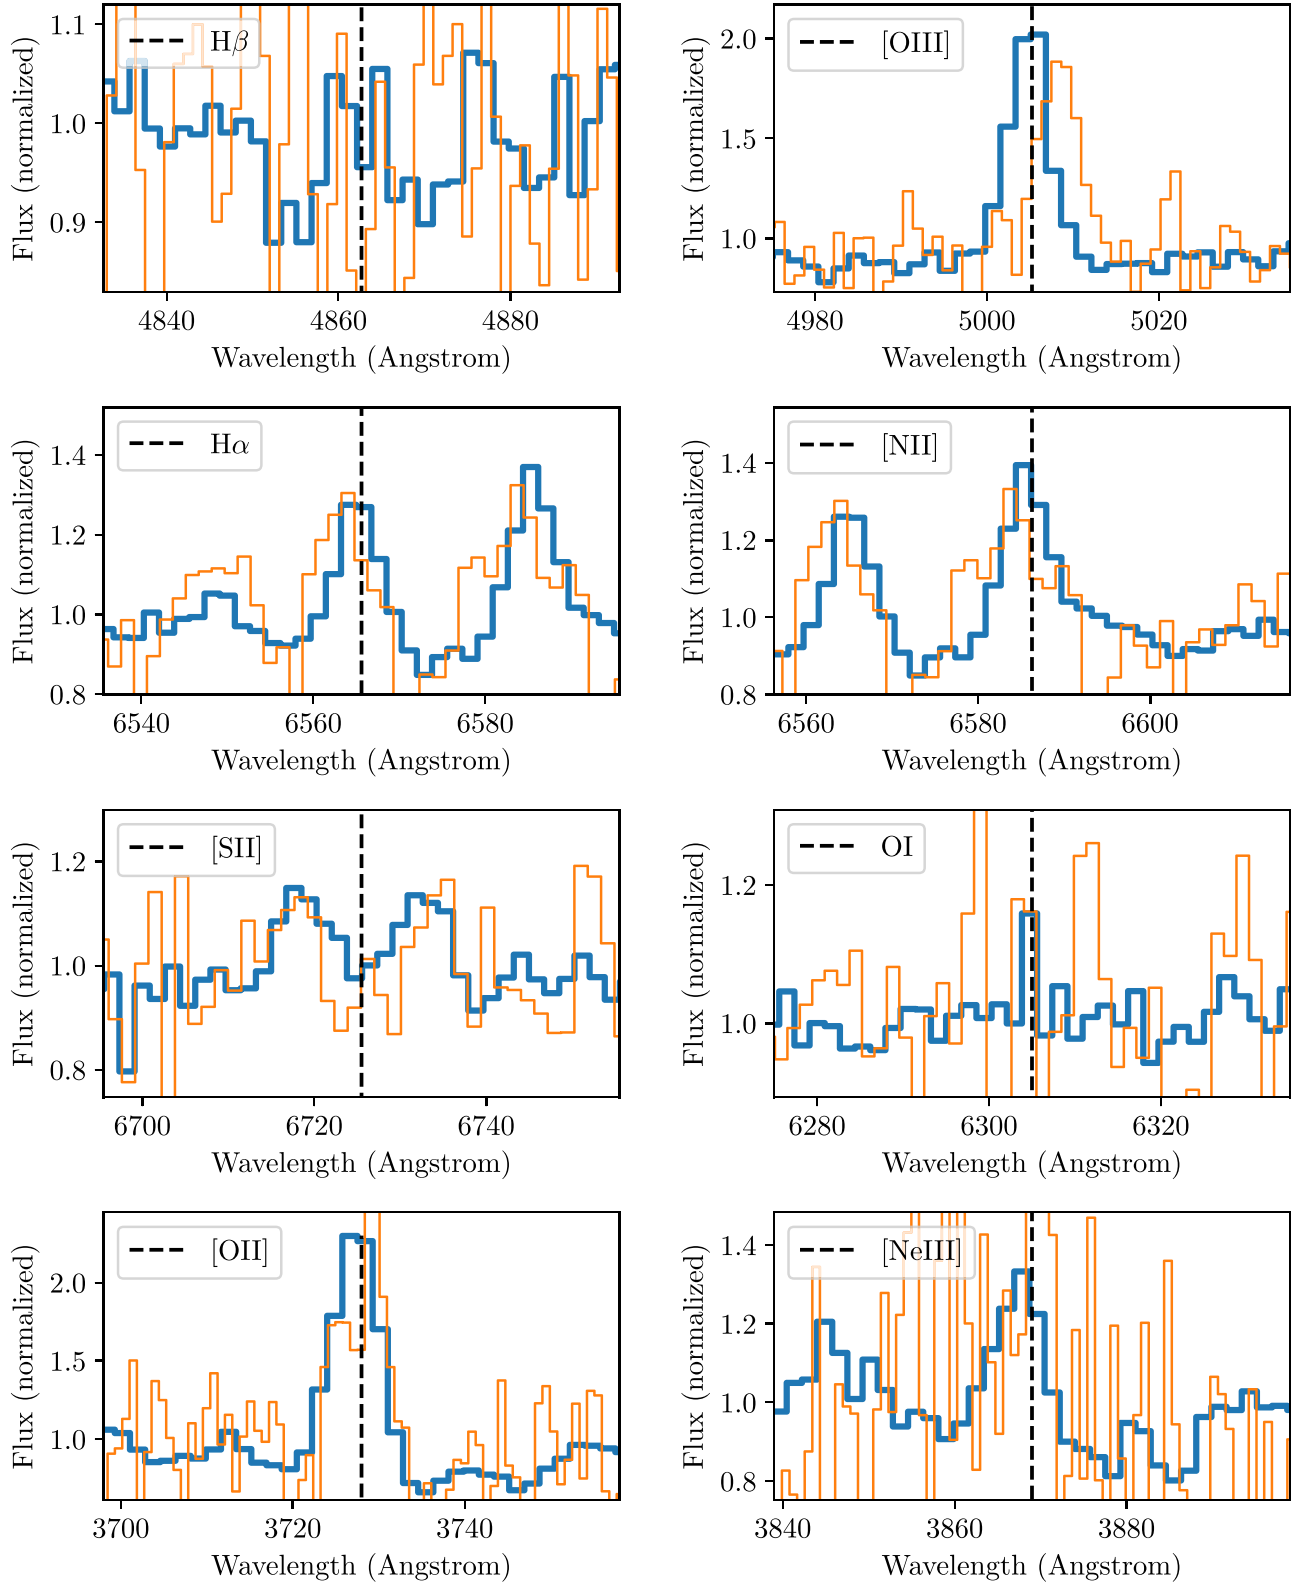 Hβ
1.1
1.0
0.9
Flux (normalized)
4840 4860 4880
Wavelength (Angstrom)
[OIII]
2.0
1.5
1.0
Flux (normalized)
4980 5000 5020
Wavelength (Angstrom)
Hα
1.4
1.2
1.0
0.8
Flux (normalized)
6540 6560 6580
Wavelength (Angstrom)
[NII]
1.4
1.2
1.0
0.8
Flux (normalized)
6560 6580 6600
Wavelength (Angstrom)
[SII]
1.2
1.0
0.8
Flux (normalized)
6700 6720 6740
Wavelength (Angstrom)
OI
1.2
1.0
Flux (normalized)
6280 6300 6320
Wavelength (Angstrom)
[OII]
2.0
1.5
1.0
Flux (normalized)
3700 3720 3740
Wavelength (Angstrom)
[NeIII]
1.4
1.2
1.0
0.8
Flux (normalized)
3840 3860 3880
Wavelength (Angstrom)